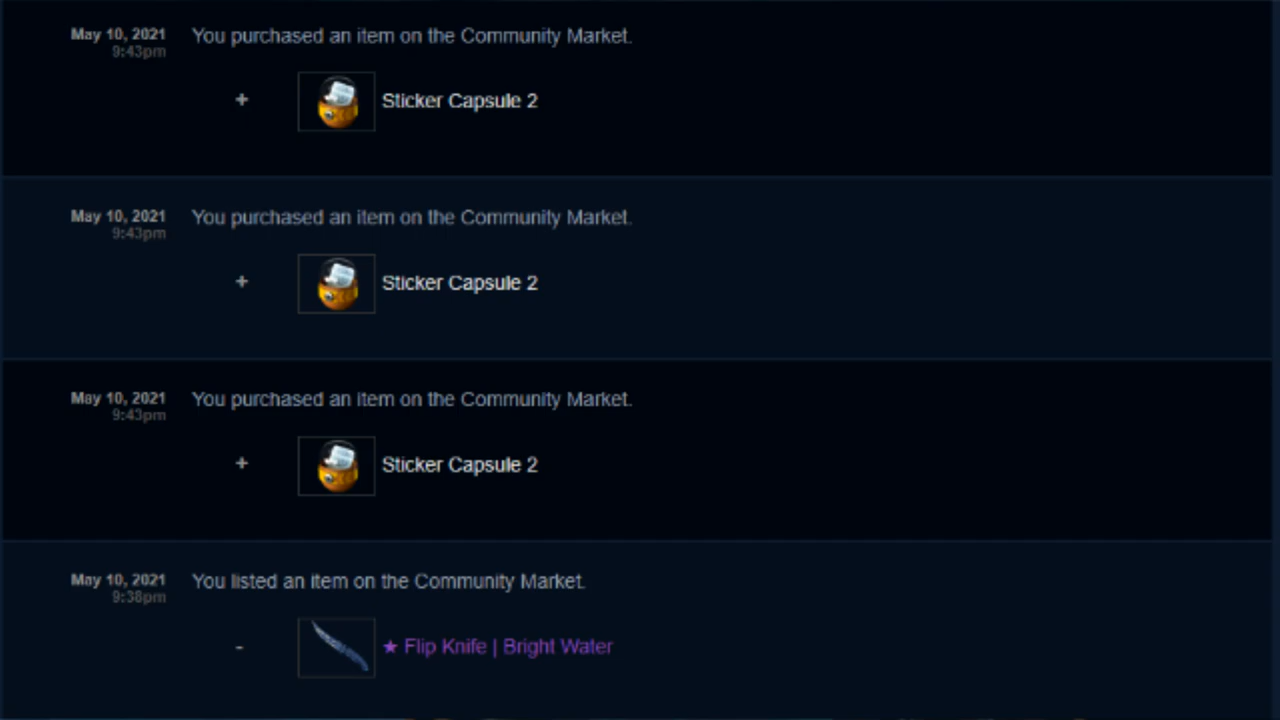 May 10, 2021 You purchased an item on the Community Market.
9:43pm
+ Sticker Capsule 2
May 10, 2021 You purchased an item on the Community Market.
9:43pm
+ Sticker Capsule 2
May 10, 2021 You purchased an item on the Community Market.
9:43pm
+ Sticker Capsule 2
May 10, 2021 You listed an item on the Community Market.
9:38pm
- ★ Flip Knife | Bright Water